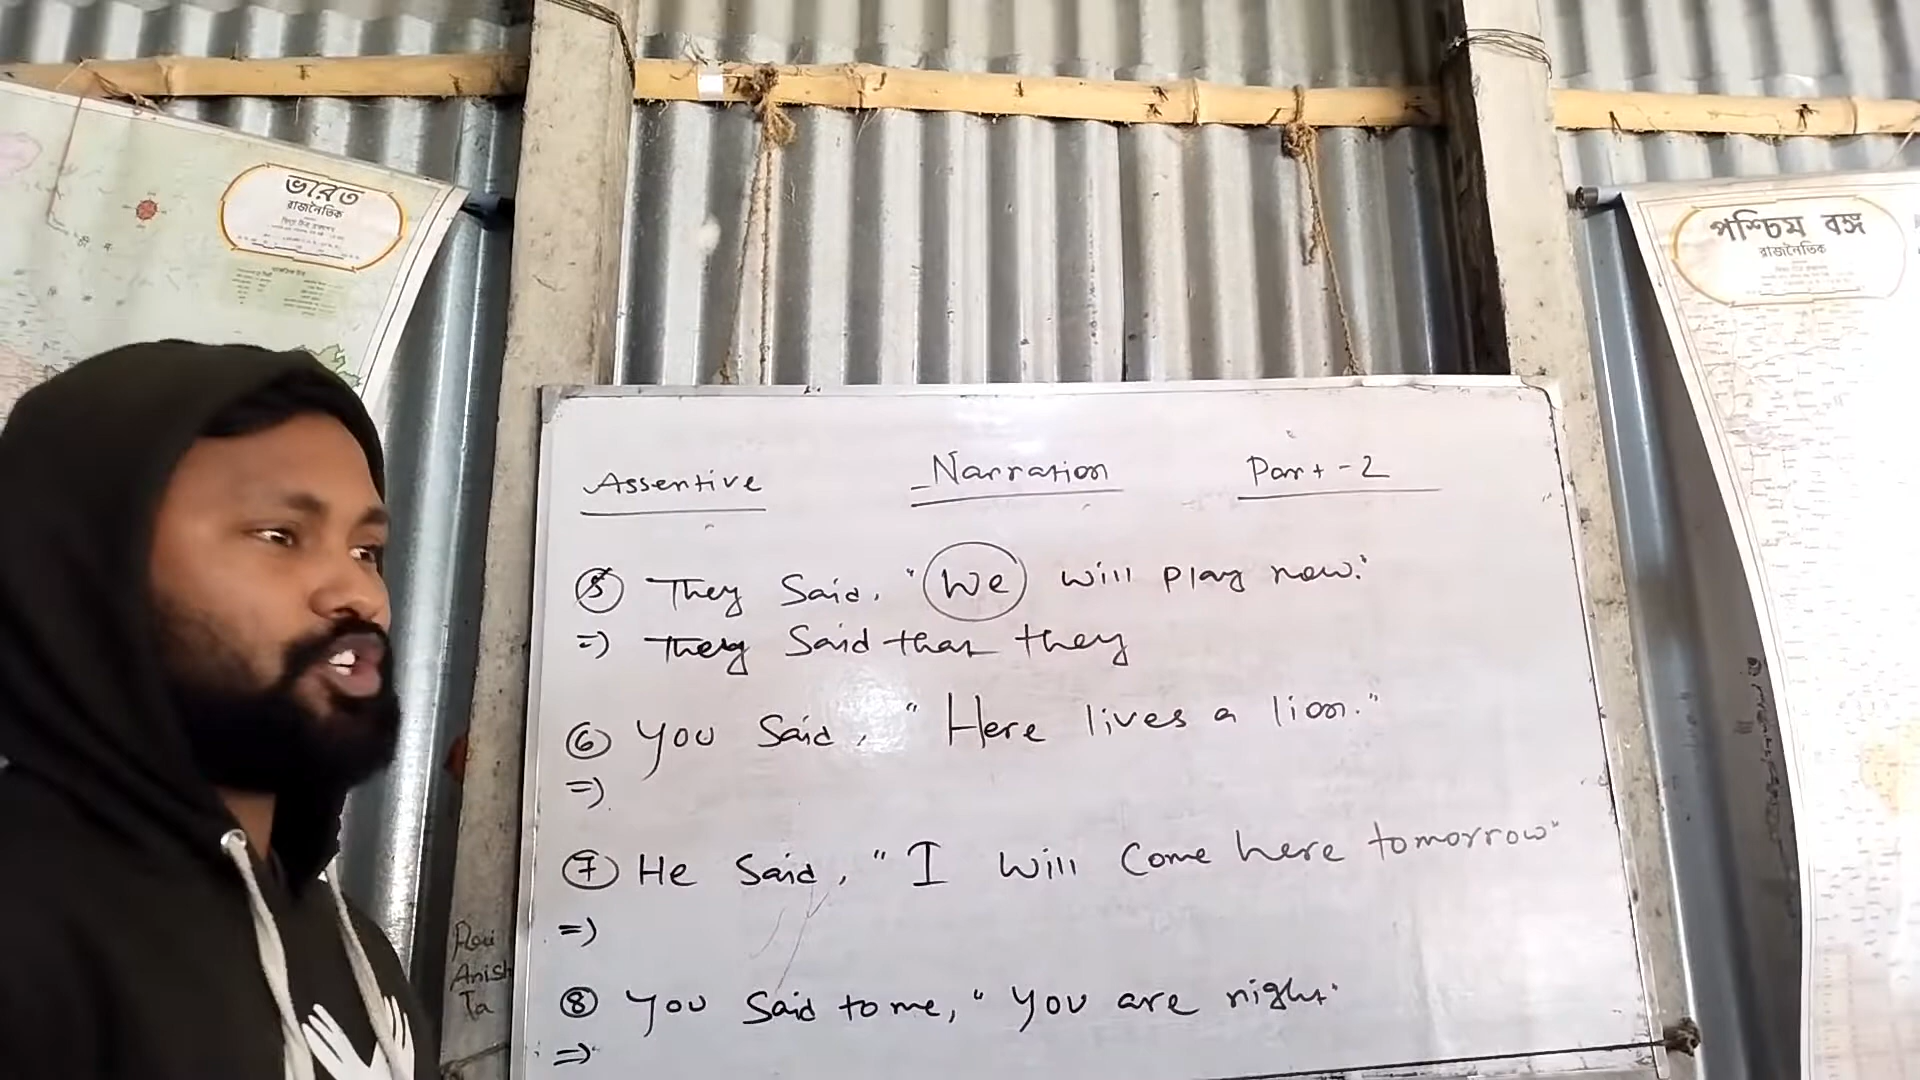 ভারত
রাজনৈতিক
পশ্চিম বঙ্গ
রাজনৈতিক
Assertive Narration Part-2
⑤ They Said, "We will play now."
=) They Said that they
⑥ You Said, "Here lives a lion."
=)
⑦ He Said, "I will Come here tomorrow"
=)
⑧ You Said to me, "You are right"
=)
Anish